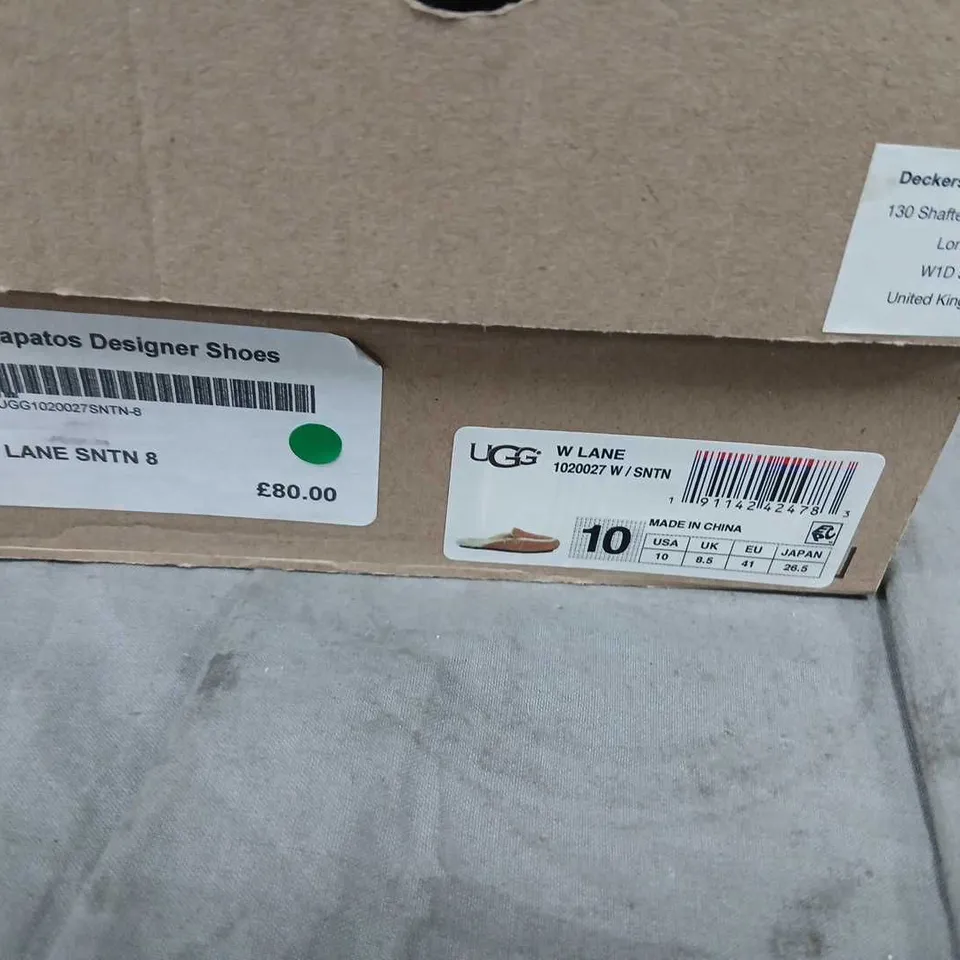 Deckers
130 Shafte
Lon
W1D
United King
apatos Designer Shoes
UGG1020027SNTN-8
LANE SNTN 8
£80.00
UGG W LANE
1020027 W / SNTN
1 91142 42478 3
10 MADE IN CHINA
USA UK EU JAPAN
10 8.5 41 26.5